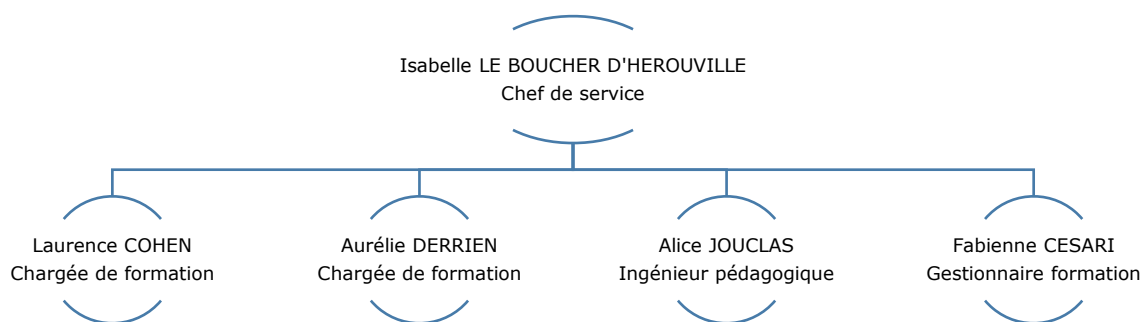 Isabelle LE BOUCHER D'HEROUVILLE
Chef de service
Laurence COHEN
Chargée de formation
Aurélie DERRIEN
Chargée de formation
Alice JOUCLAS
Ingénieur pédagogique
Fabienne CESARI
Gestionnaire formation